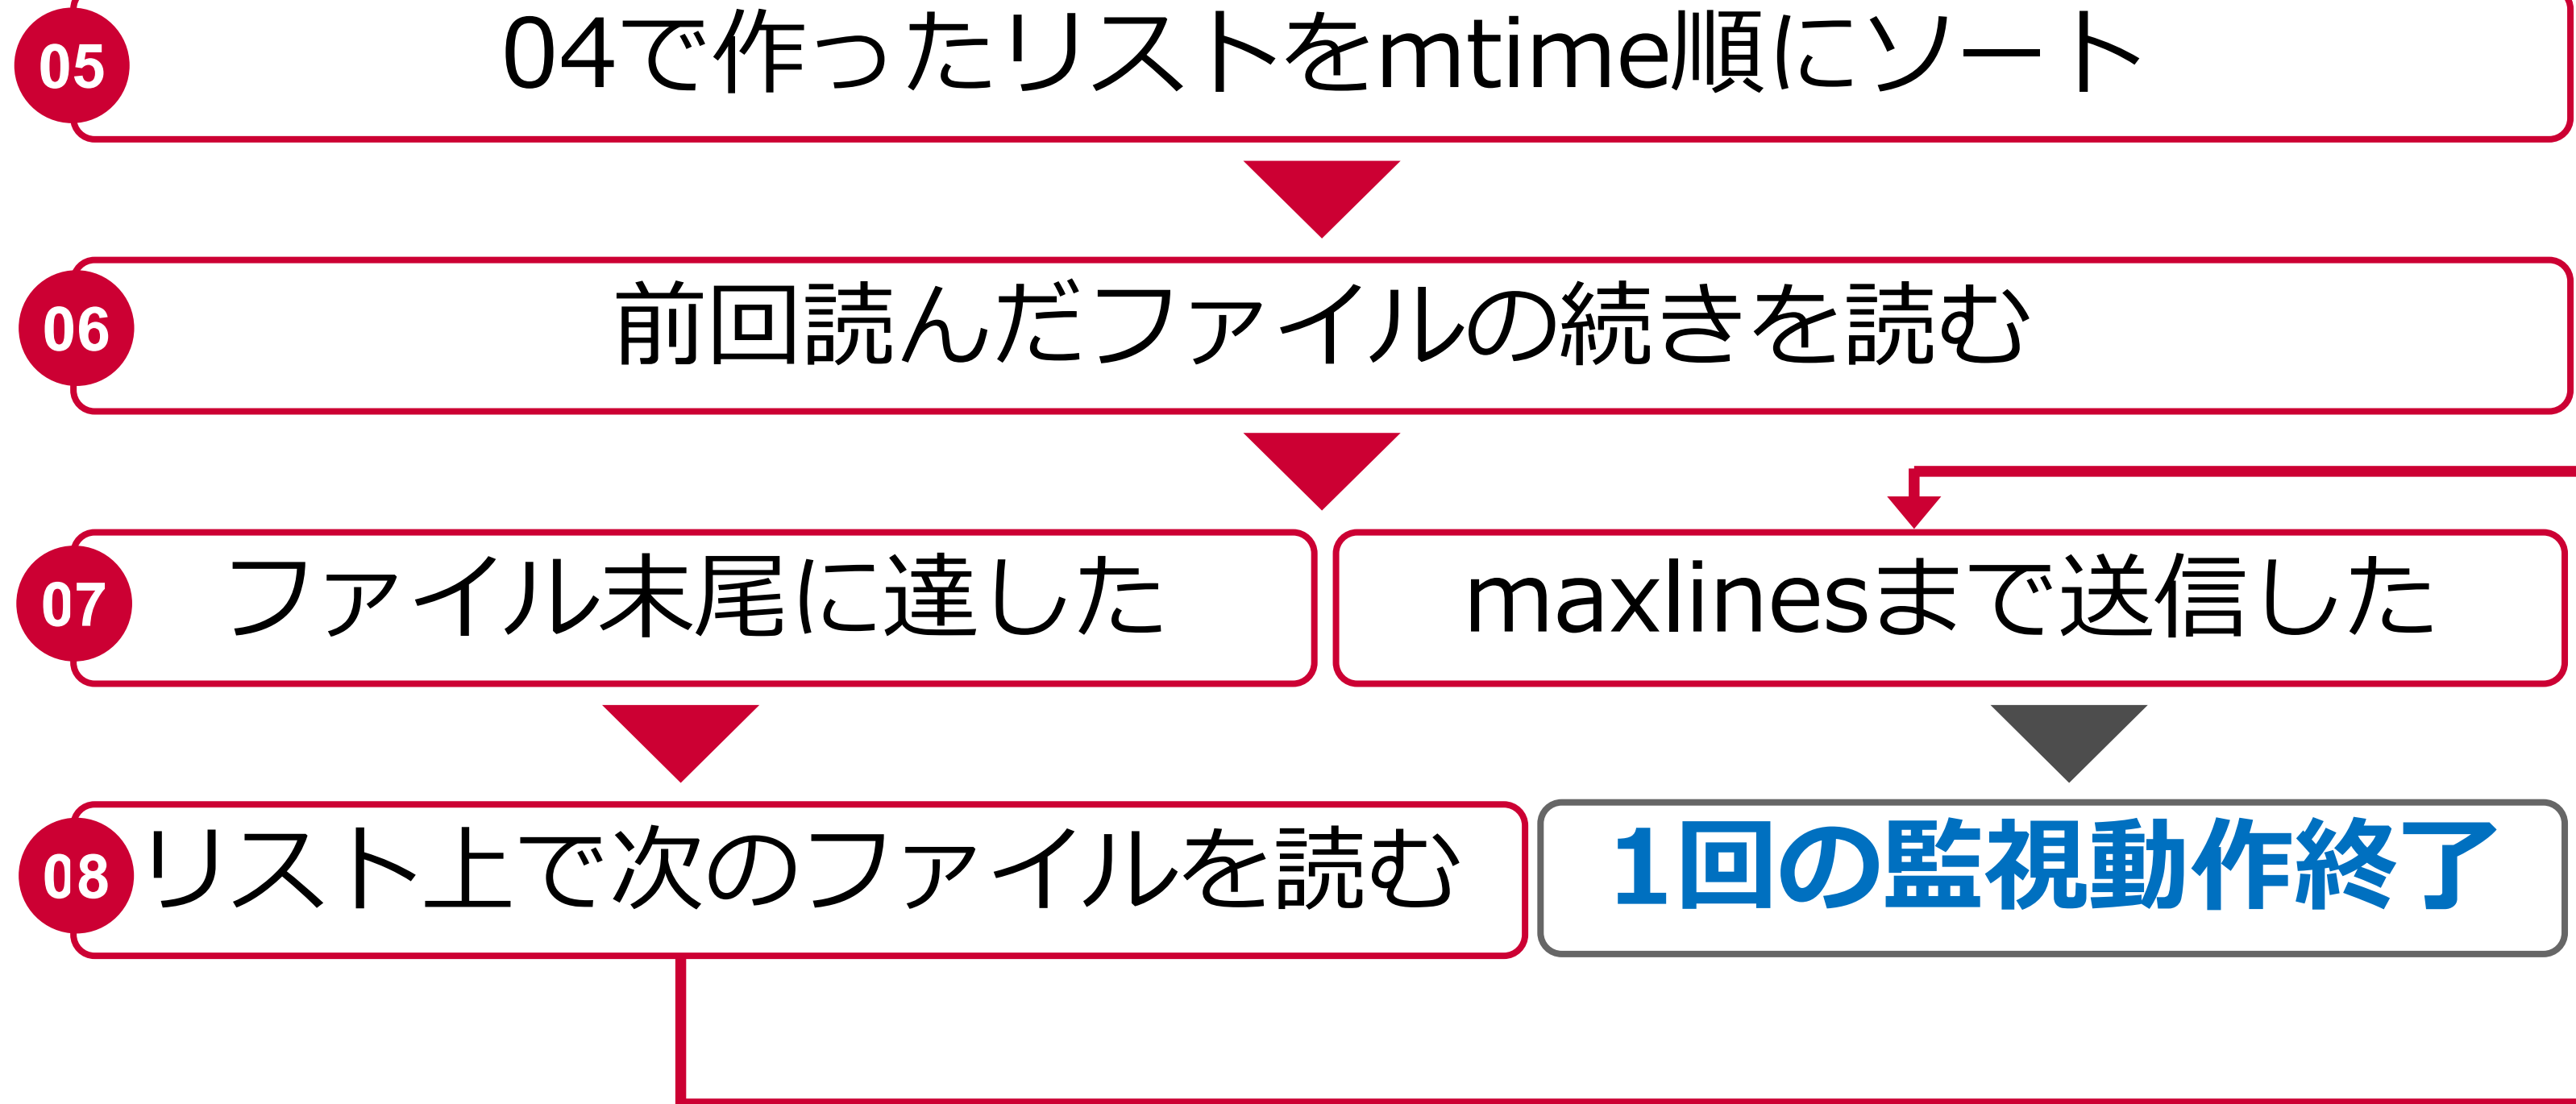 05
04で作ったリストをmtime順にソート
06
前回読んだファイルの続きを読む
07
ファイル末尾に達した
maxlinesまで送信した
08
リスト上で次のファイルを読む
1回の監視動作終了